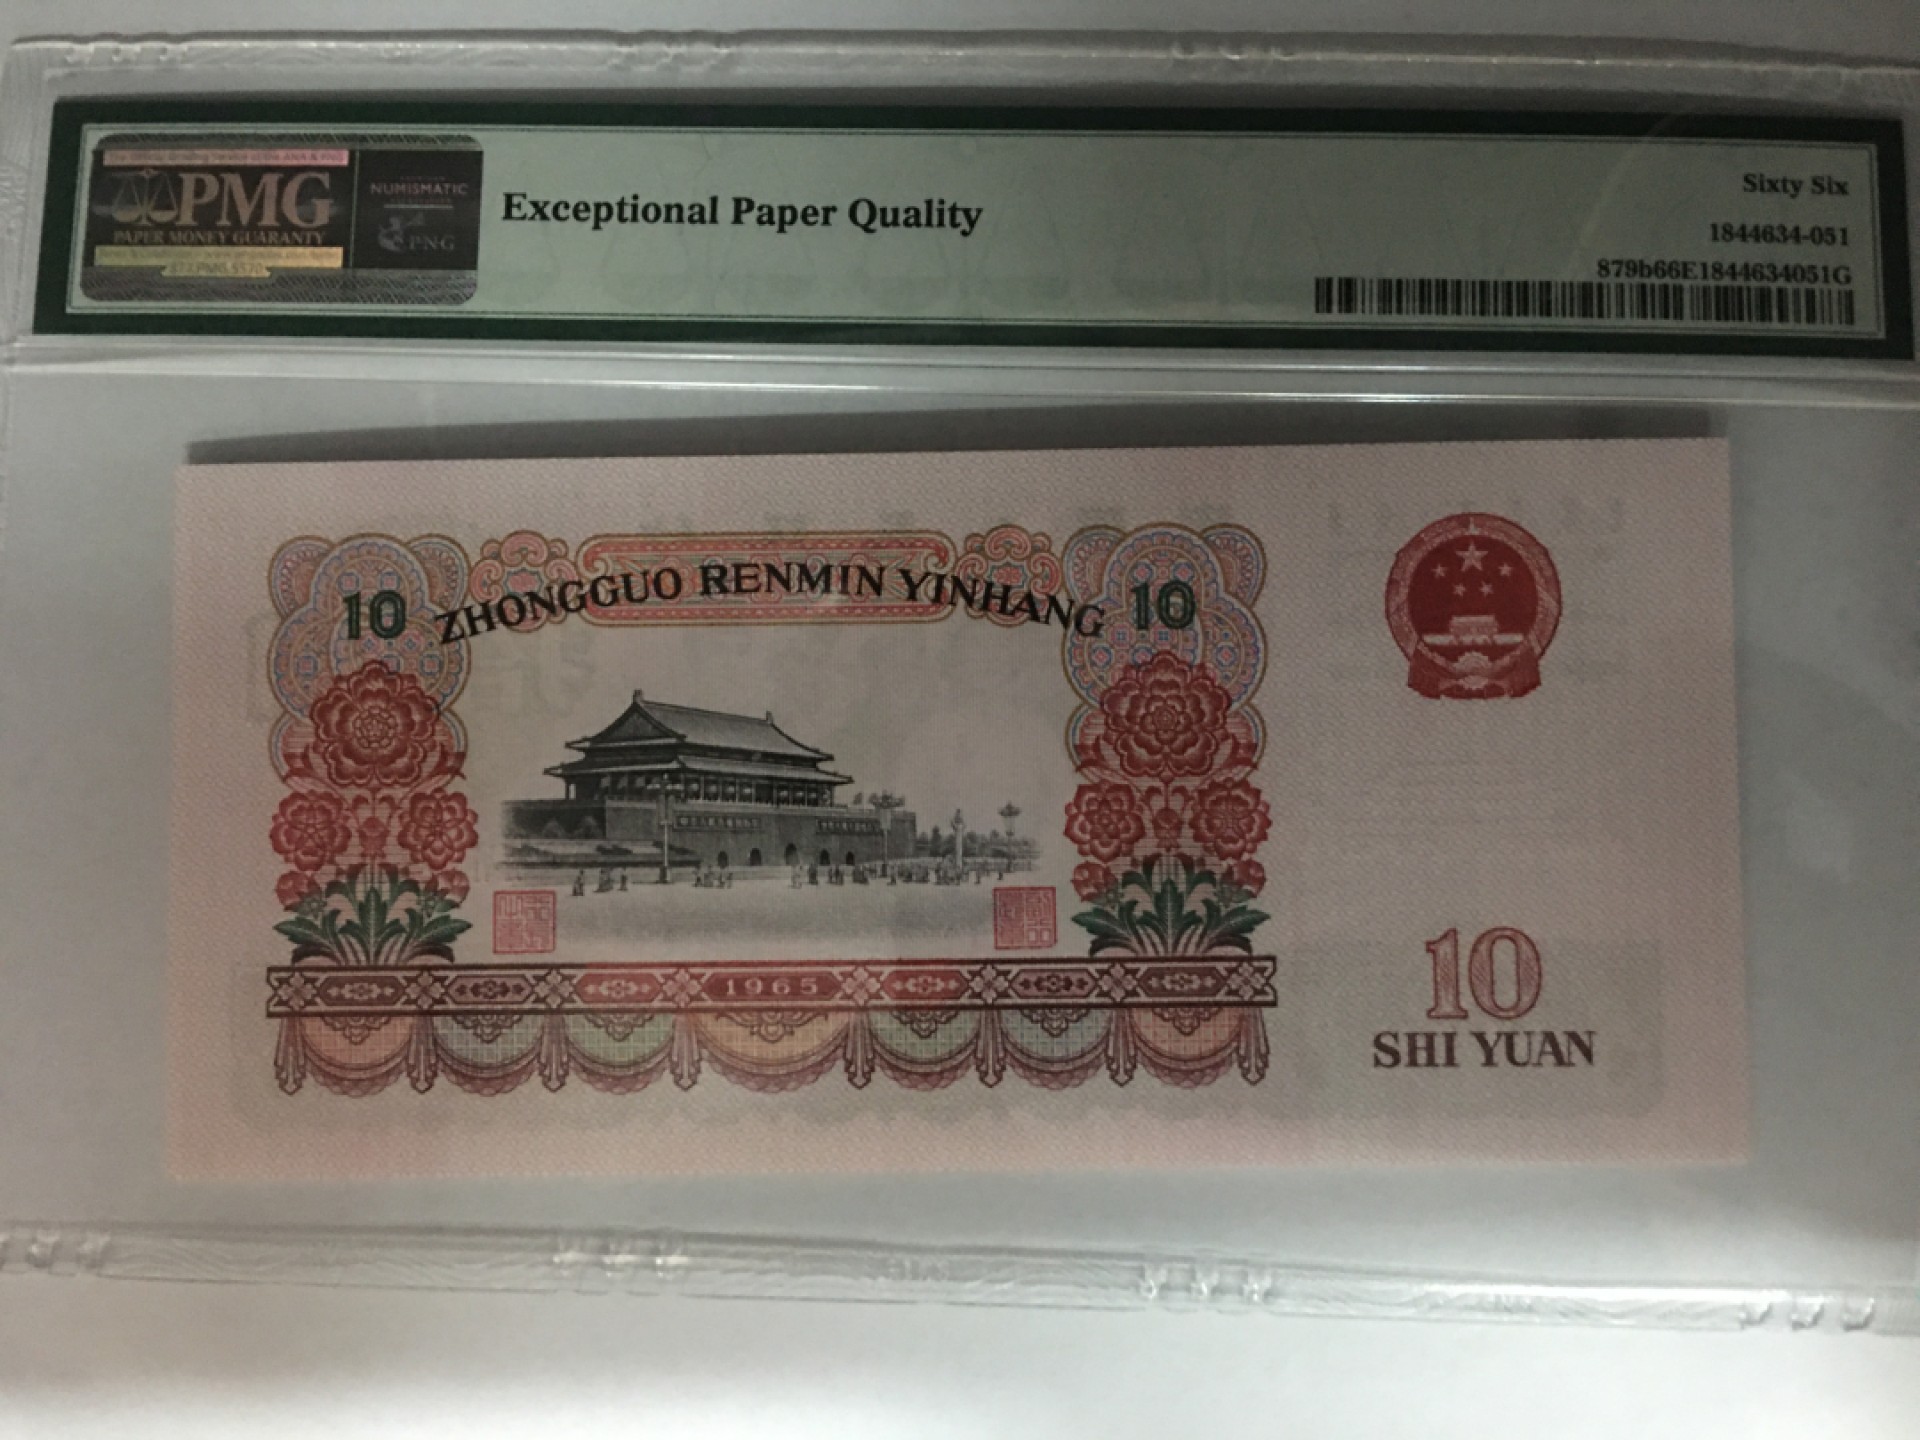 PMG
PAPER MONEY GUARANTY
NUMISMATIC
PNG
Exceptional Paper Quality
Sixty Six
1844634-051
879b66E1844634051G
10 ZHONGGUO RENMIN YINHANG 10
1965
10
SHI YUAN